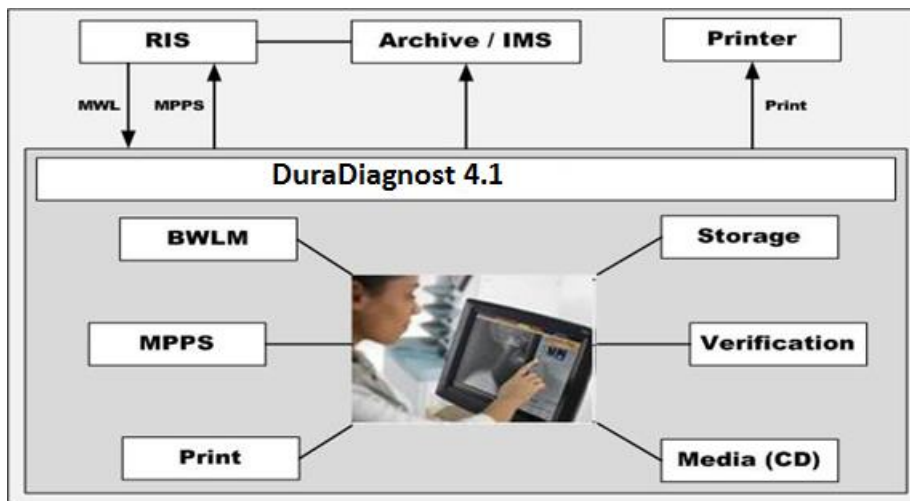 RIS
Archive / IMS
Printer
MWL
MPPS
Print
DuraDiagnost 4.1
BWLM
Storage
MPPS
Verification
Print
Media (CD)